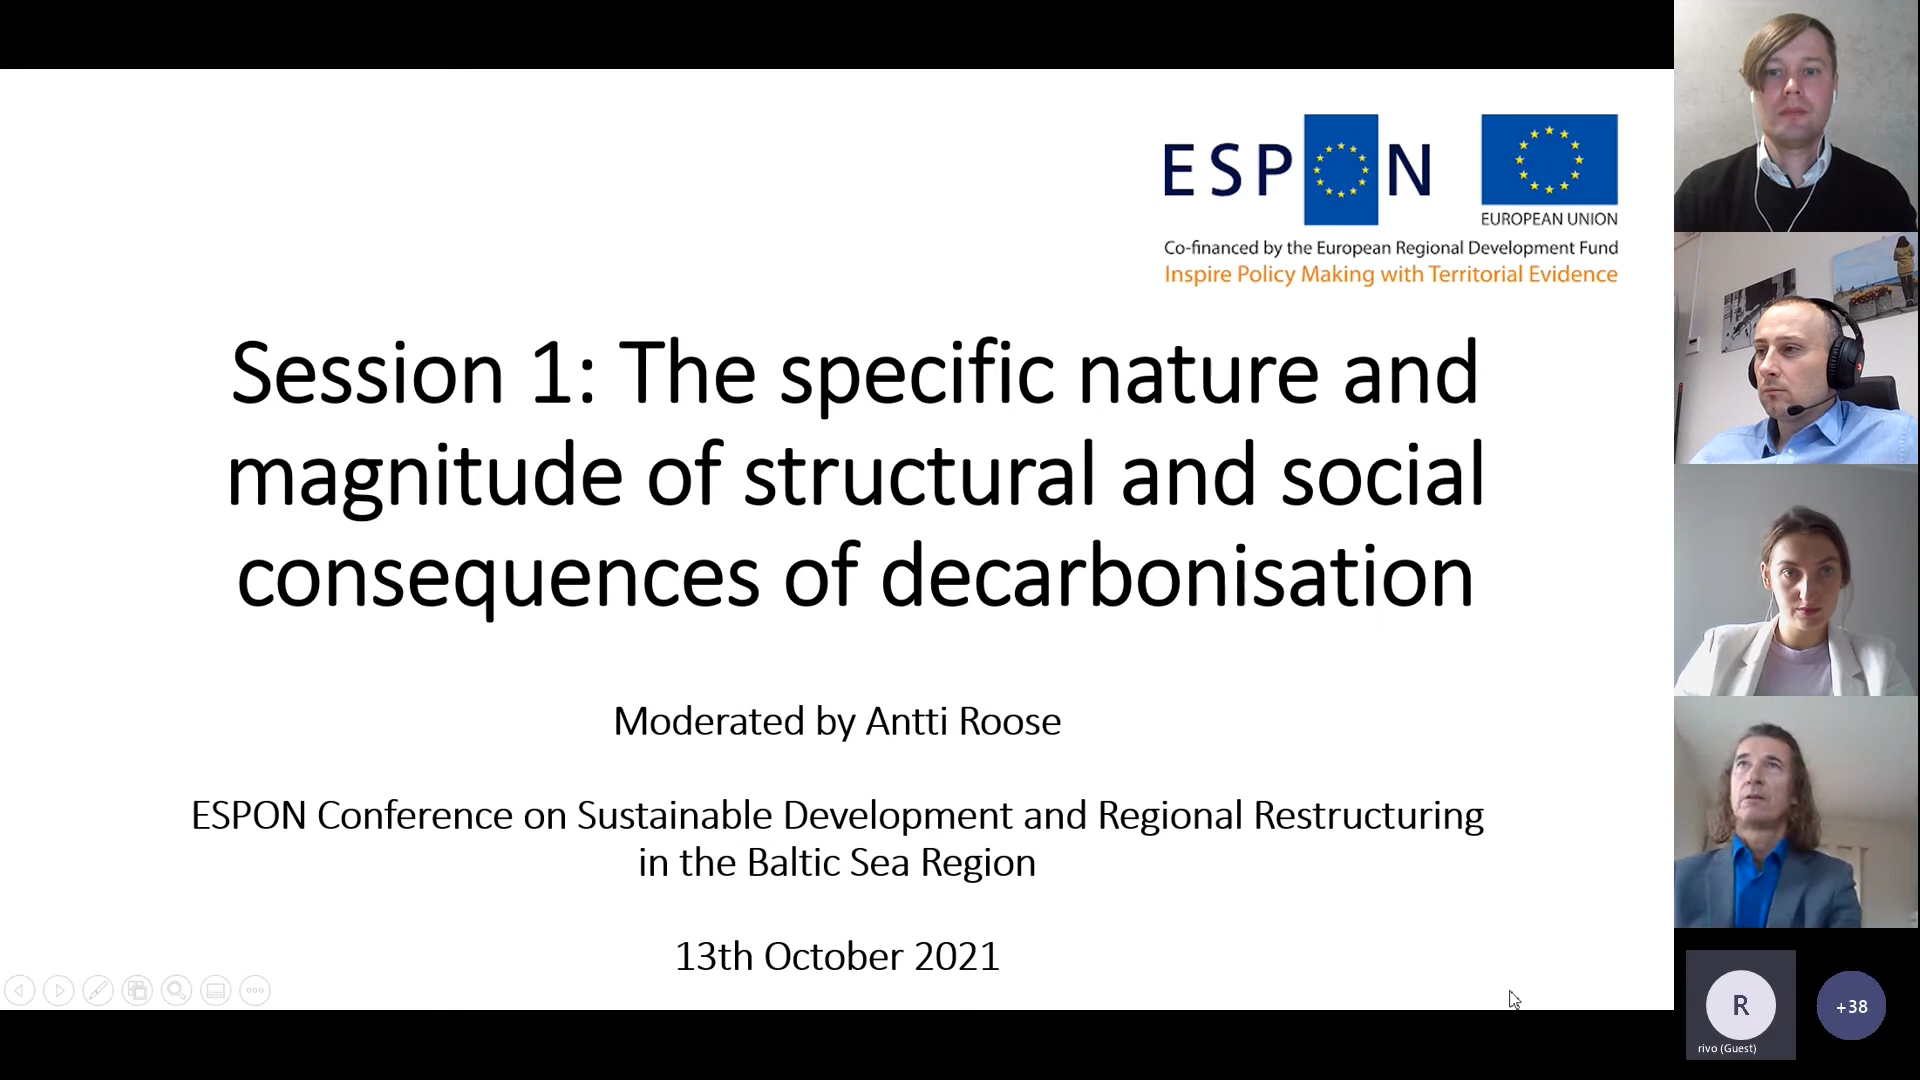 ESPON
EUROPEAN UNION
Co-financed by the European Regional Development Fund
Inspire Policy Making with Territorial Evidence
Session 1: The specific nature and
magnitude of structural and social
consequences of decarbonisation
Moderated by Antti Roose
ESPON Conference on Sustainable Development and Regional Restructuring
in the Baltic Sea Region
13th October 2021
R
rivo (Guest)
+38